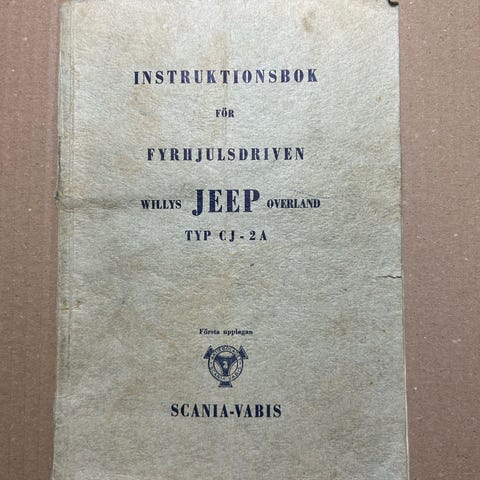 INSTRUKTIONSBOK
FÖR
FYRHJULSDRIVEN
WILLYS JEEP OVERLAND
TYP CJ-2A
Första upplagan
SCANIA-VABIS